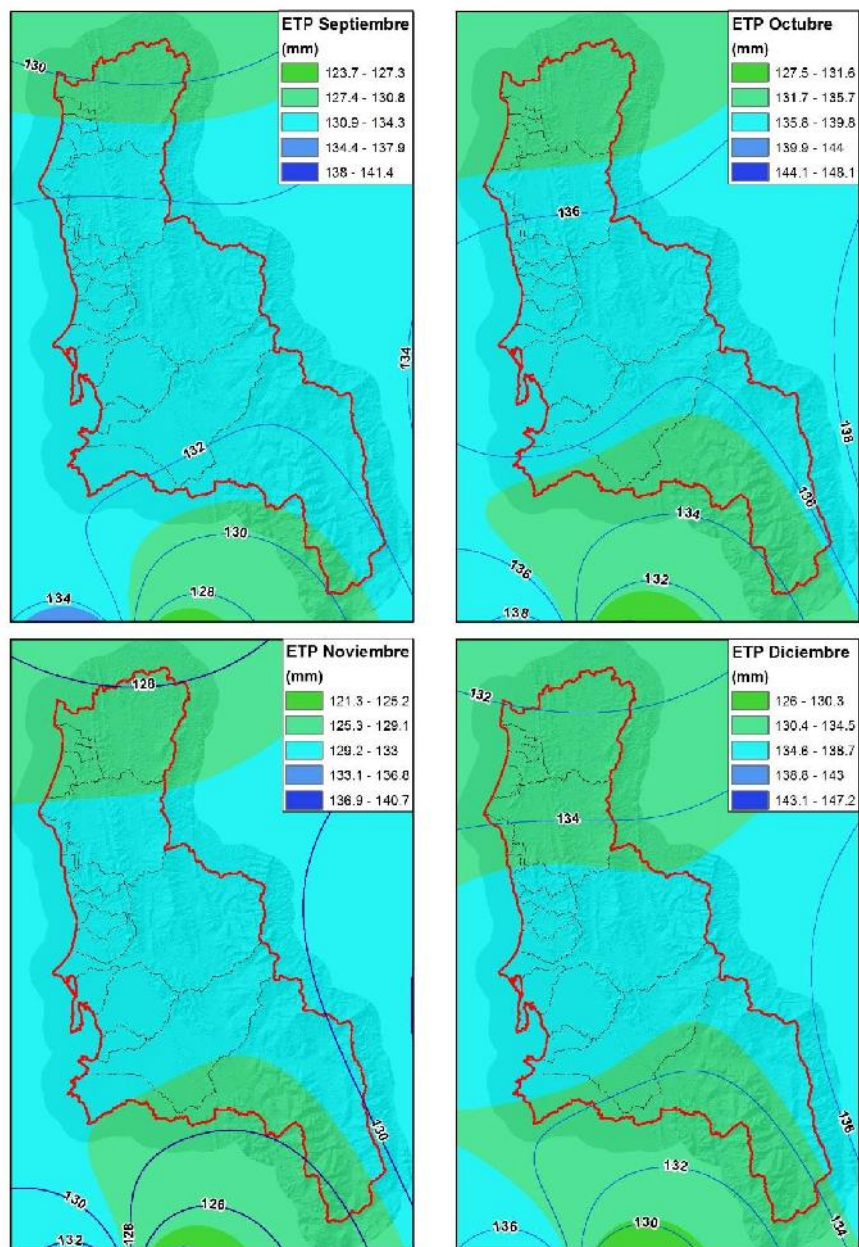 ETP Septiembre
(mm)
123.7 - 127.3
127.4 - 130.8
130.9 - 134.3
134.4 - 137.9
138 - 141.4
130
134
132
130
128
134
ETP Octubre
(mm)
127.5 - 131.6
131.7 - 135.7
135.8 - 139.8
139.9 - 144
144.1 - 148.1
136
138
136
134
136
132
138
ETP Noviembre
(mm)
121.3 - 125.2
125.3 - 129.1
129.2 - 133
133.1 - 136.8
136.9 - 140.7
128
130
130
126
128
132
ETP Diciembre
(mm)
126 - 130.3
130.4 - 134.5
134.6 - 138.7
138.8 - 143
143.1 - 147.2
132
134
136
132
134
136
130